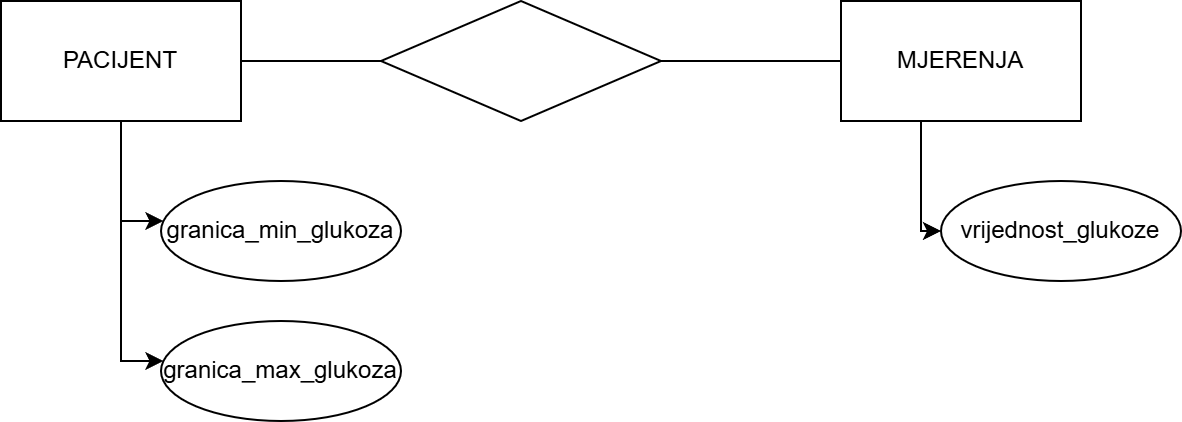 PACIJENT
MJERENJA
granica_min_glukoza
vrijednost_glukoze
granica_max_glukoza